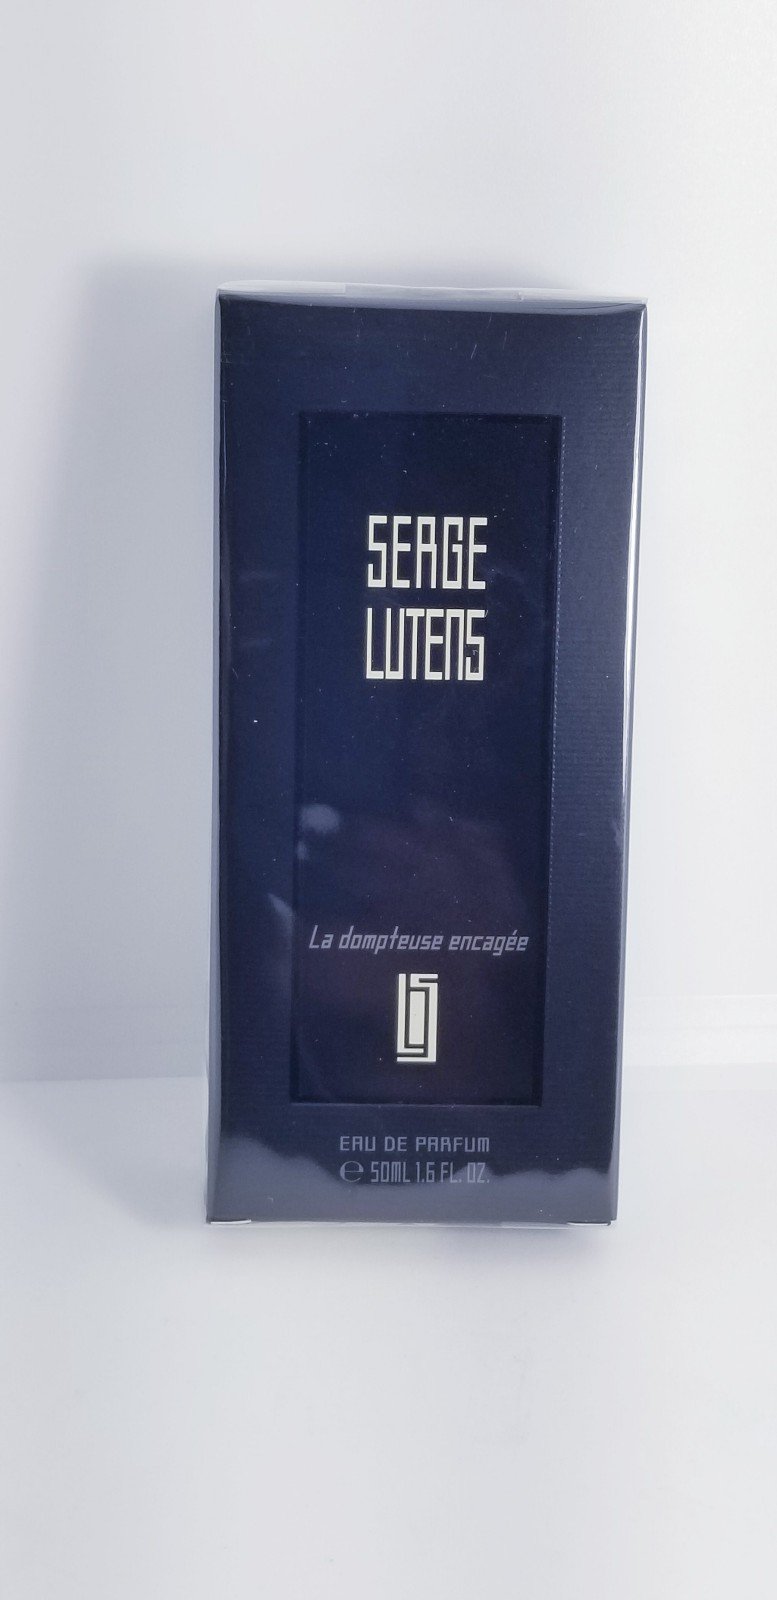 SERGE
LUTENS
La dompteuse encagée
EAU DE PARFUM
℮ 50ML 1.6 FL. OZ.